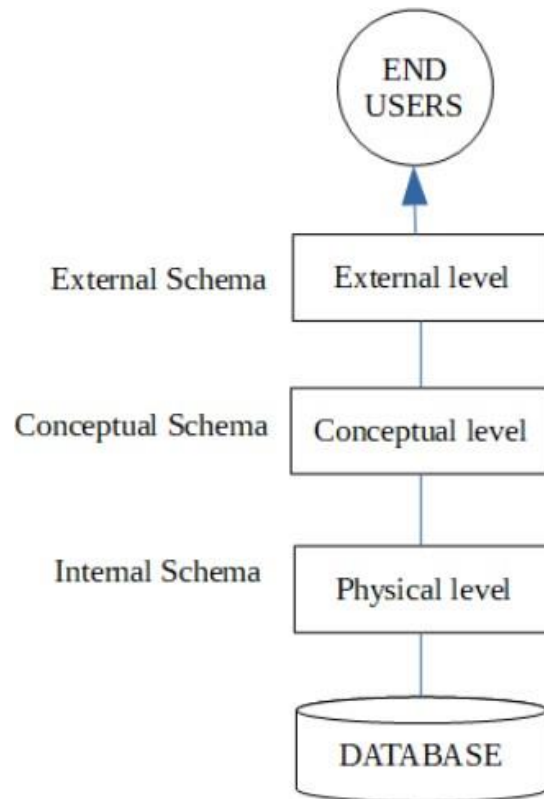 END
USERS
External Schema
External level
Conceptual Schema
Conceptual level
Internal Schema
Physical level
DATABASE